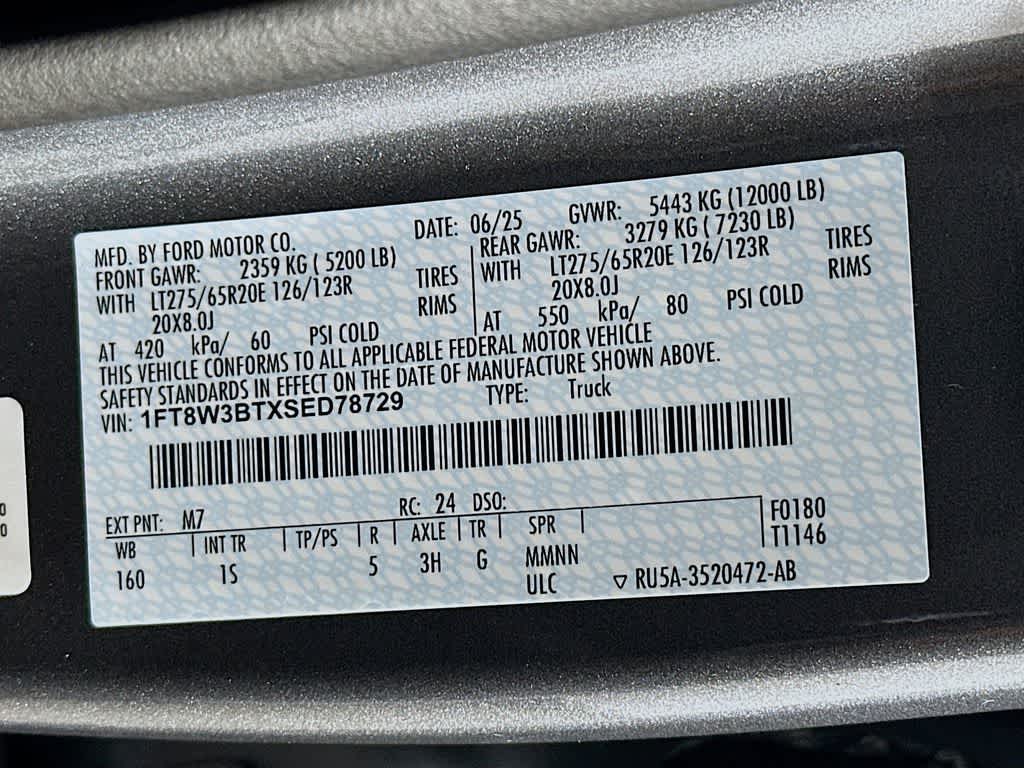 MFD. BY FORD MOTOR CO.
DATE: 06/25 GVWR: 5443 KG (12000 LB)
FRONT GAWR: 2359 KG ( 5200 LB) REAR GAWR: 3279 KG ( 7230 LB)
WITH LT275/65R20E 126/123R TIRES WITH LT275/65R20E 126/123R TIRES
20X8.0J RIMS 20X8.0J RIMS
AT 420 kPa/ 60 PSI COLD AT 550 kPa/ 80 PSI COLD
THIS VEHICLE CONFORMS TO ALL APPLICABLE FEDERAL MOTOR VEHICLE
SAFETY STANDARDS IN EFFECT ON THE DATE OF MANUFACTURE SHOWN ABOVE.
VIN: 1FT8W3BTXSED78729 TYPE: Truck
EXT PNT: M7 RC: 24 DSO: F0180
WB INT TR TP/PS R AXLE TR SPR T1146
160 1S 5 3H G MMNN
ULC ▽ RU5A-3520472-AB